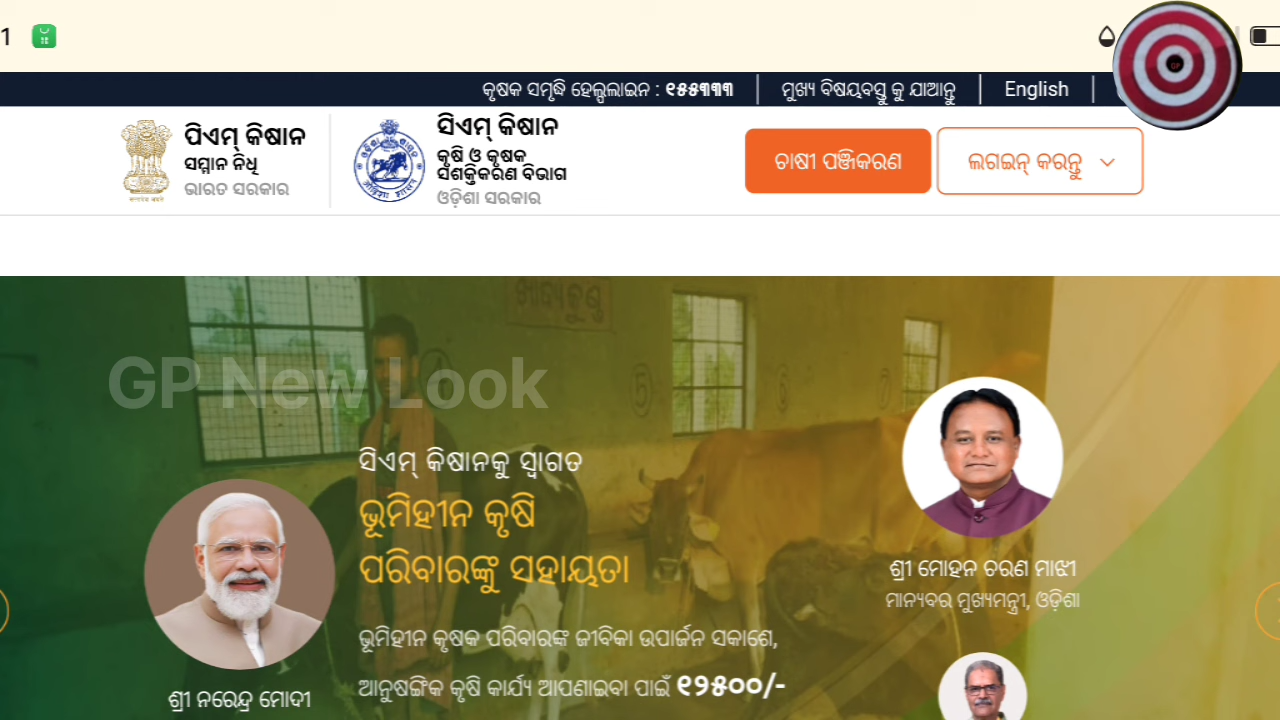 1
କୃଷକ ସମୃଦ୍ଧି ହେଲ୍ପଲାଇନ : ୧୫୫୩୩୩
ମୁଖ୍ୟ ବିଷୟବସ୍ତୁ କୁ ଯାଆନ୍ତୁ
English
ପିଏମ୍ କିଷାନ
ସମ୍ମାନ ନିଧି
ଭାରତ ସରକାର
ସିଏମ୍ କିଷାନ
କୃଷି ଓ କୃଷକ
ସଶକ୍ତିକରଣ ବିଭାଗ
ଓଡ଼ିଶା ସରକାର
ଚାଷୀ ପଞ୍ଜିକରଣ
ଲଗଇନ୍ କରନ୍ତୁ
GP New Look
ସିଏମ୍ କିଷାନକୁ ସ୍ୱାଗତ
ଭୂମିହୀନ କୃଷି
ପରିବାରଙ୍କୁ ସହାୟତା
ଭୂମିହୀନ କୃଷକ ପରିବାରଙ୍କ ଜୀବିକା ଉପାର୍ଜନ ସକାଶେ,
ଆନୁଷଙ୍ଗିକ କୃଷି କାର୍ଯ୍ୟ ଆପଣାଇବା ପାଇଁ ୧୨୫୦୦/-
ଶ୍ରୀ ନରେନ୍ଦ୍ର ମୋଦୀ
ଶ୍ରୀ ମୋହନ ଚରଣ ମାଝୀ
ମାନ୍ୟବର ମୁଖ୍ୟମନ୍ତ୍ରୀ, ଓଡ଼ିଶା